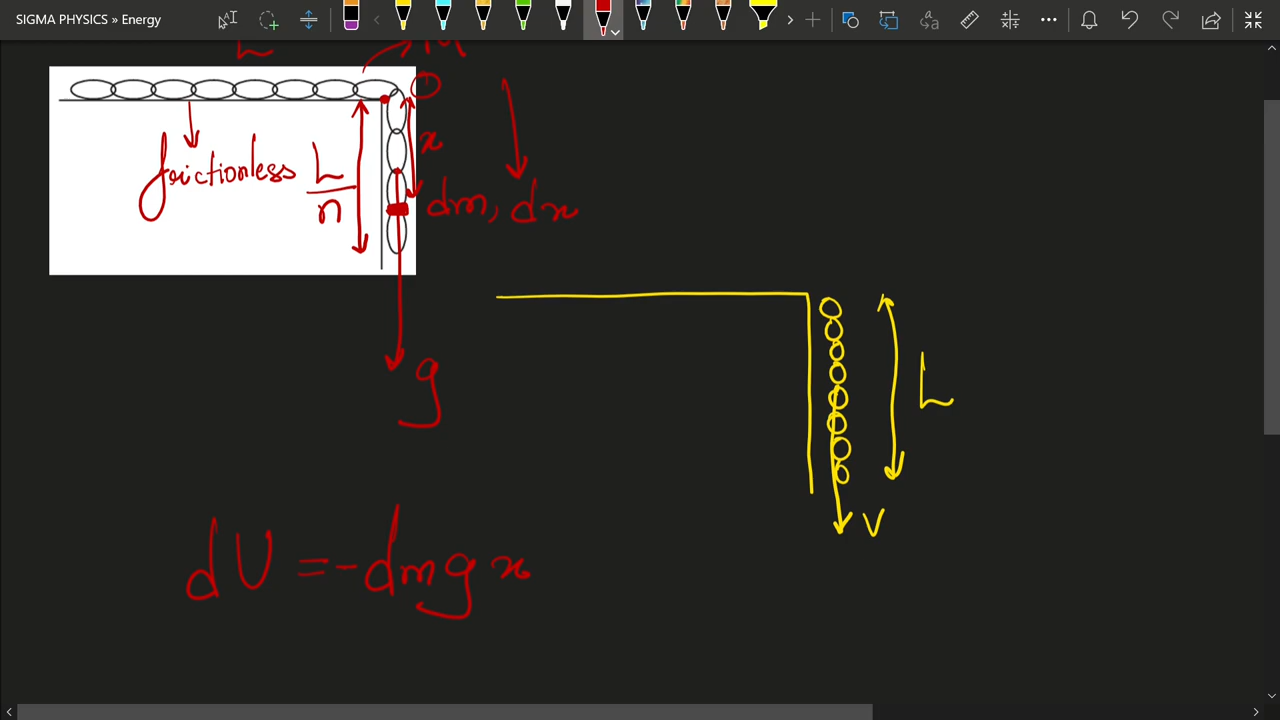 SIGMA PHYSICS » Energy
L M
O
x
frictionless L/n
dm, dx
g
L
V
dU = -dmgx